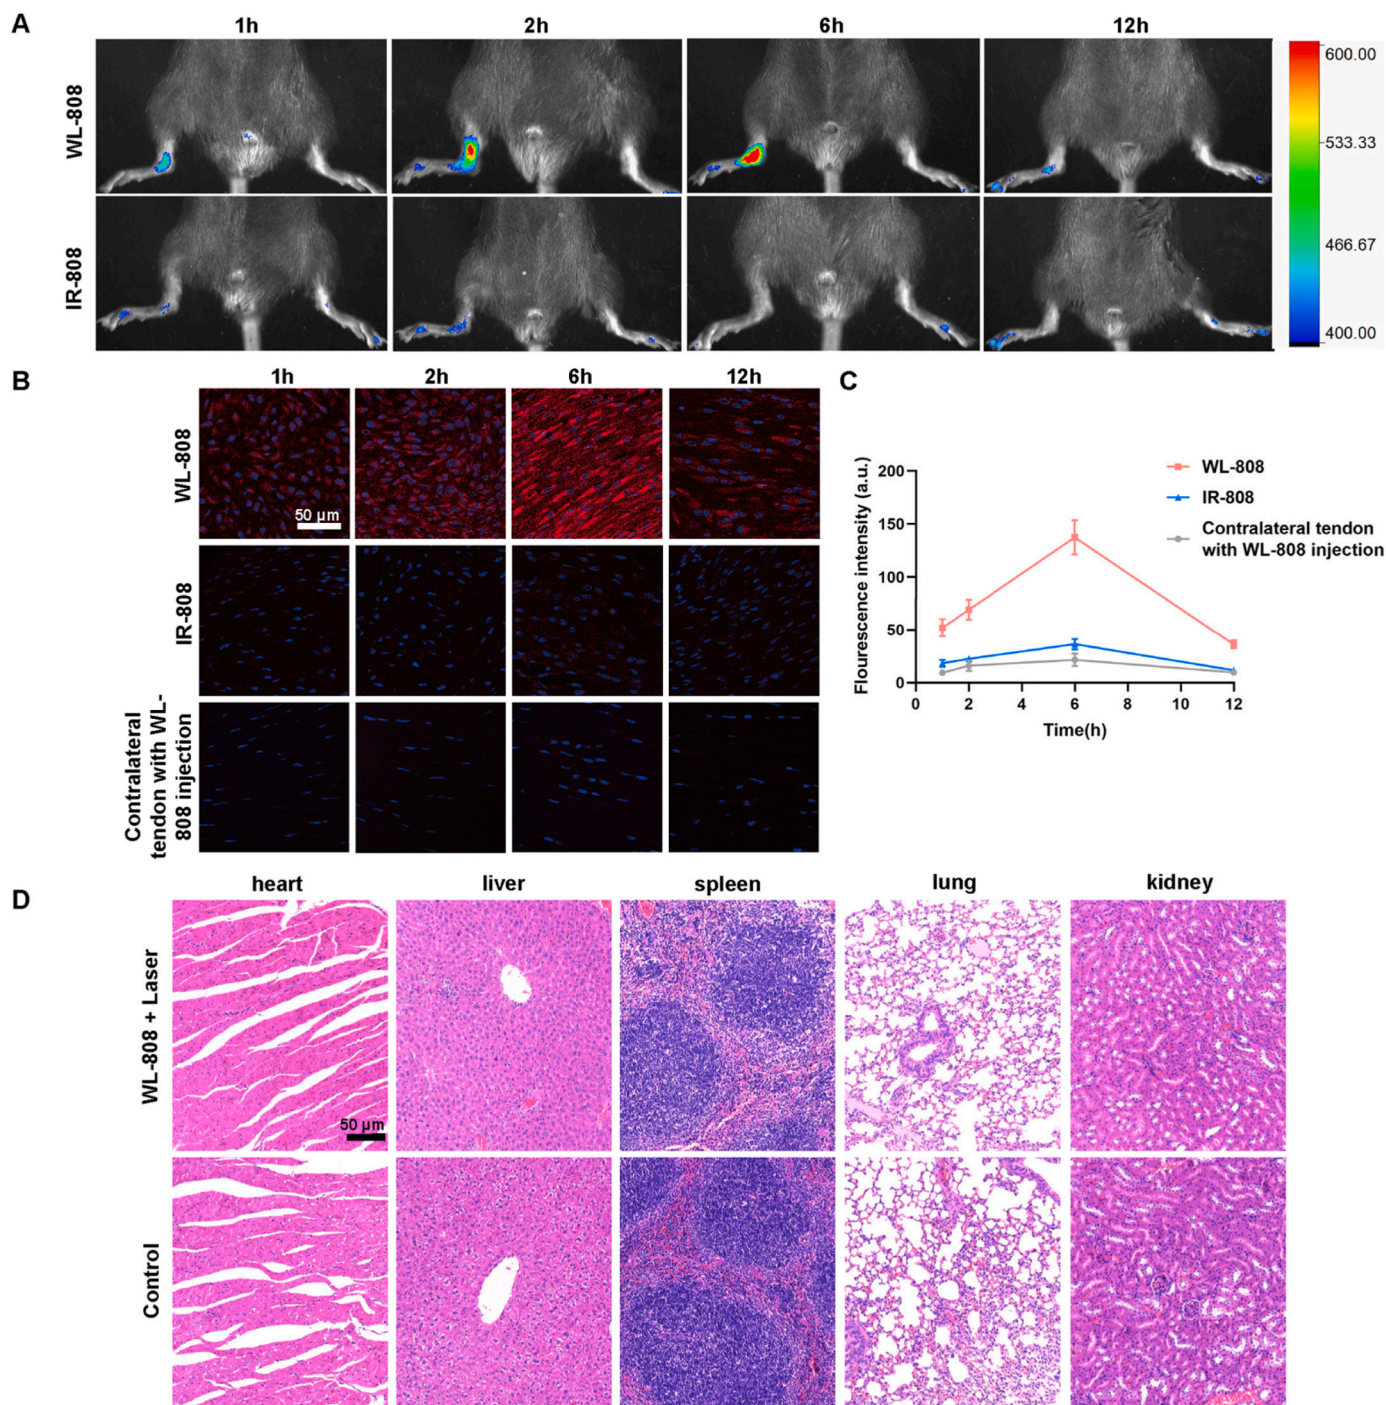 A
1h 2h 6h 12h
WL-808
IR-808
600.00
533.33
466.67
400.00
B
1h 2h 6h 12h
WL-808
50 µm
IR-808
Contralateral
tendon with WL-
808 injection
C
Flourescence intensity (a.u.)
200
150
100
50
0
0 2 4 6 8 10 12
Time(h)
WL-808
IR-808
Contralateral tendon
with WL-808 injection
D
heart liver spleen lung kidney
WL-808 + Laser
50 µm
Control